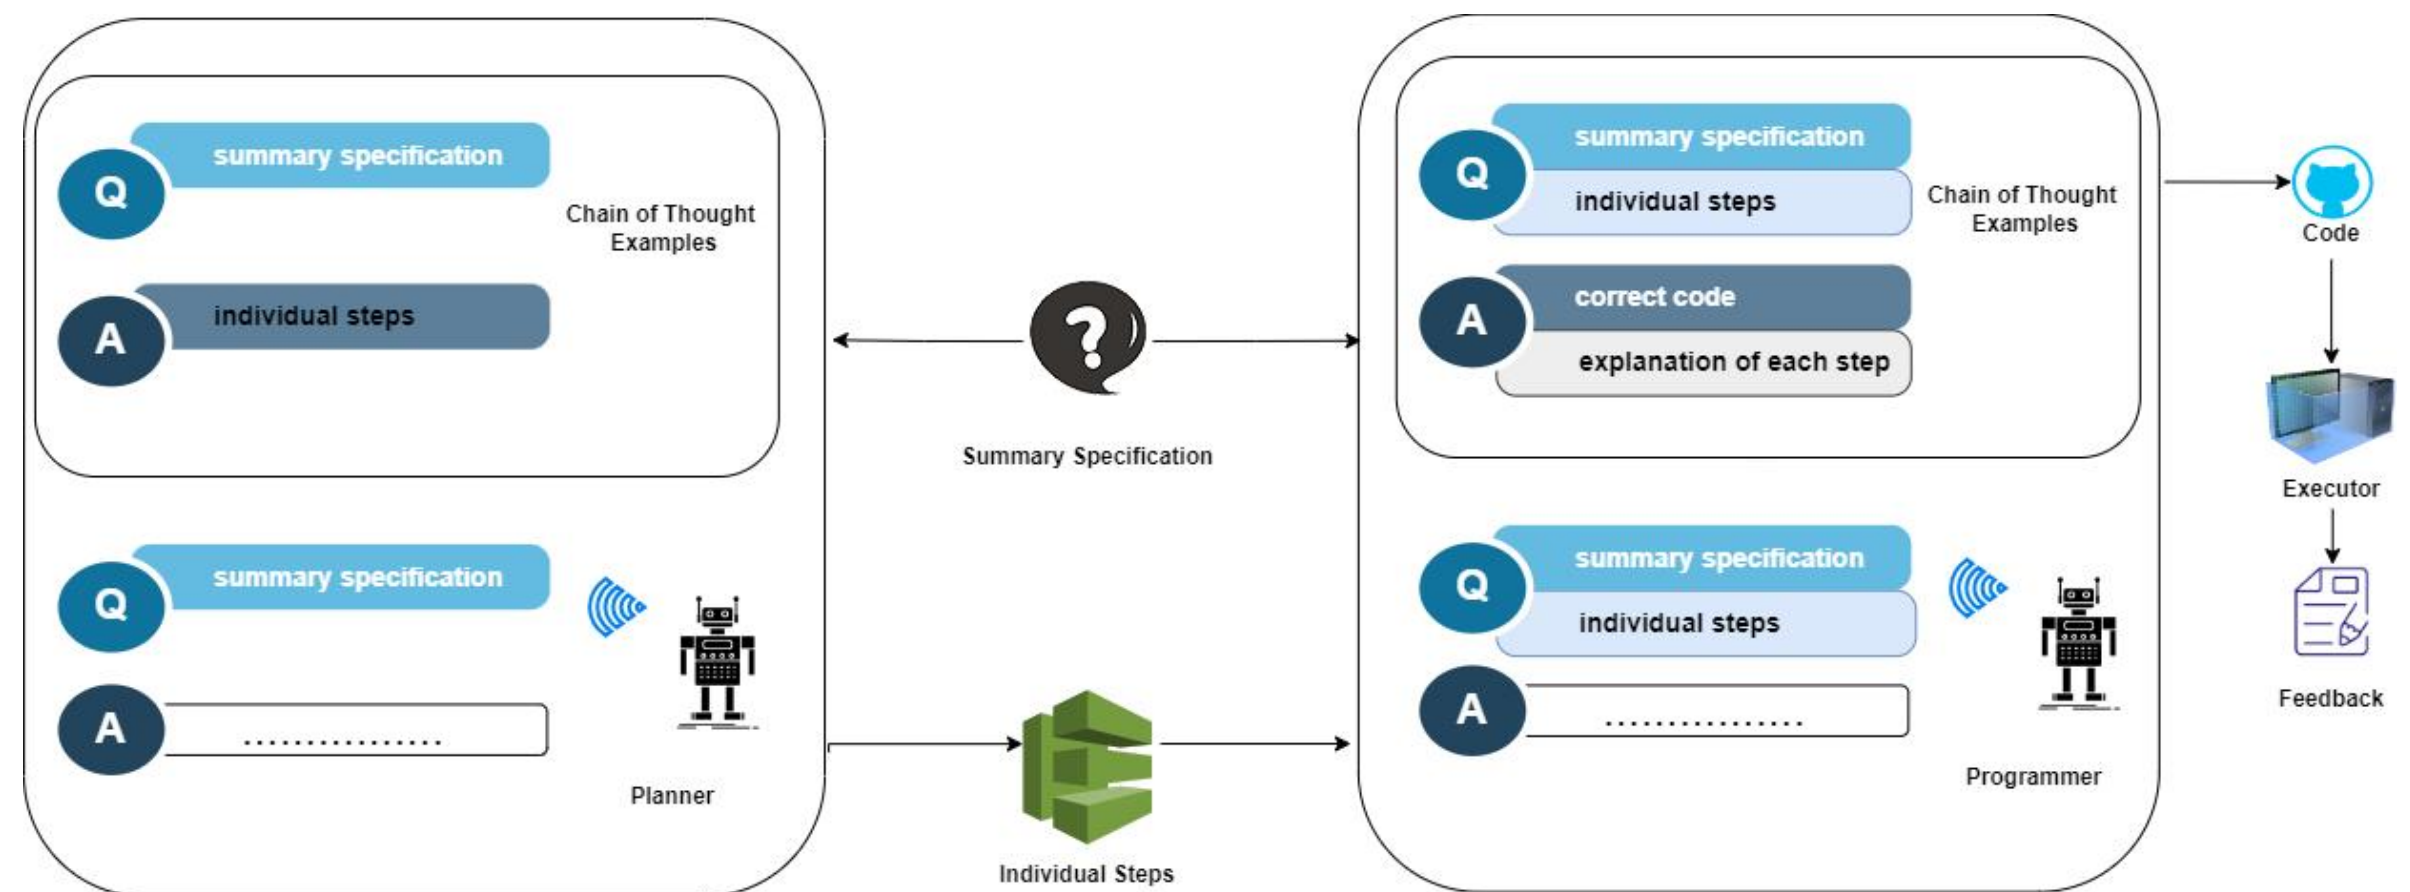 Q
summary specification
Chain of Thought
Examples
A
individual steps
Q
summary specification
A
................
Planner
?
Summary Specification
Individual Steps
Q
summary specification
individual steps
Chain of Thought
Examples
A
correct code
explanation of each step
Q
summary specification
individual steps
A
................
Programmer
Code
Executor
Feedback